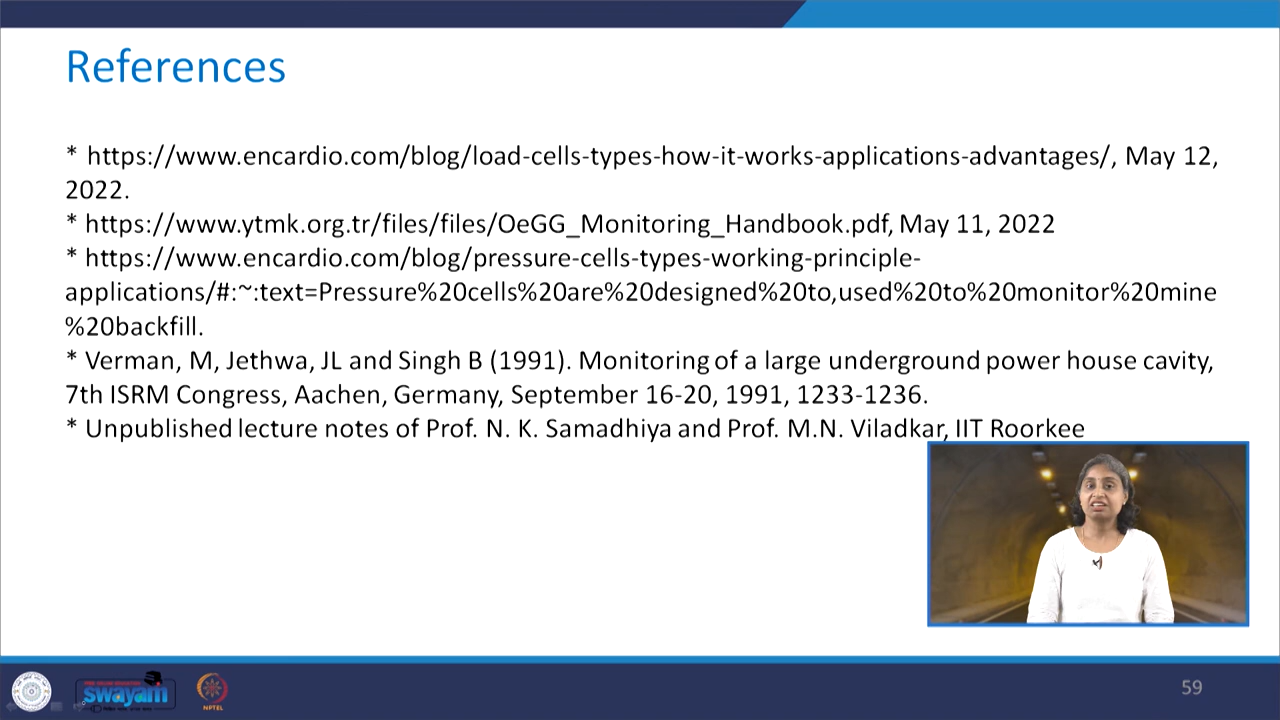 References
* https://www.encardio.com/blog/load-cells-types-how-it-works-applications-advantages/, May 12,
2022.
* https://www.ytmk.org.tr/files/files/OeGG_Monitoring_Handbook.pdf, May 11, 2022
* https://www.encardio.com/blog/pressure-cells-types-working-principle-
applications/#:~:text=Pressure%20cells%20are%20designed%20to,used%20to%20monitor%20mine
%20backfill.
* Verman, M, Jethwa, JL and Singh B (1991). Monitoring of a large underground power house cavity,
7th ISRM Congress, Aachen, Germany, September 16-20, 1991, 1233-1236.
* Unpublished lecture notes of Prof. N. K. Samadhiya and Prof. M.N. Viladkar, IIT Roorkee
swayam
NPTEL
59